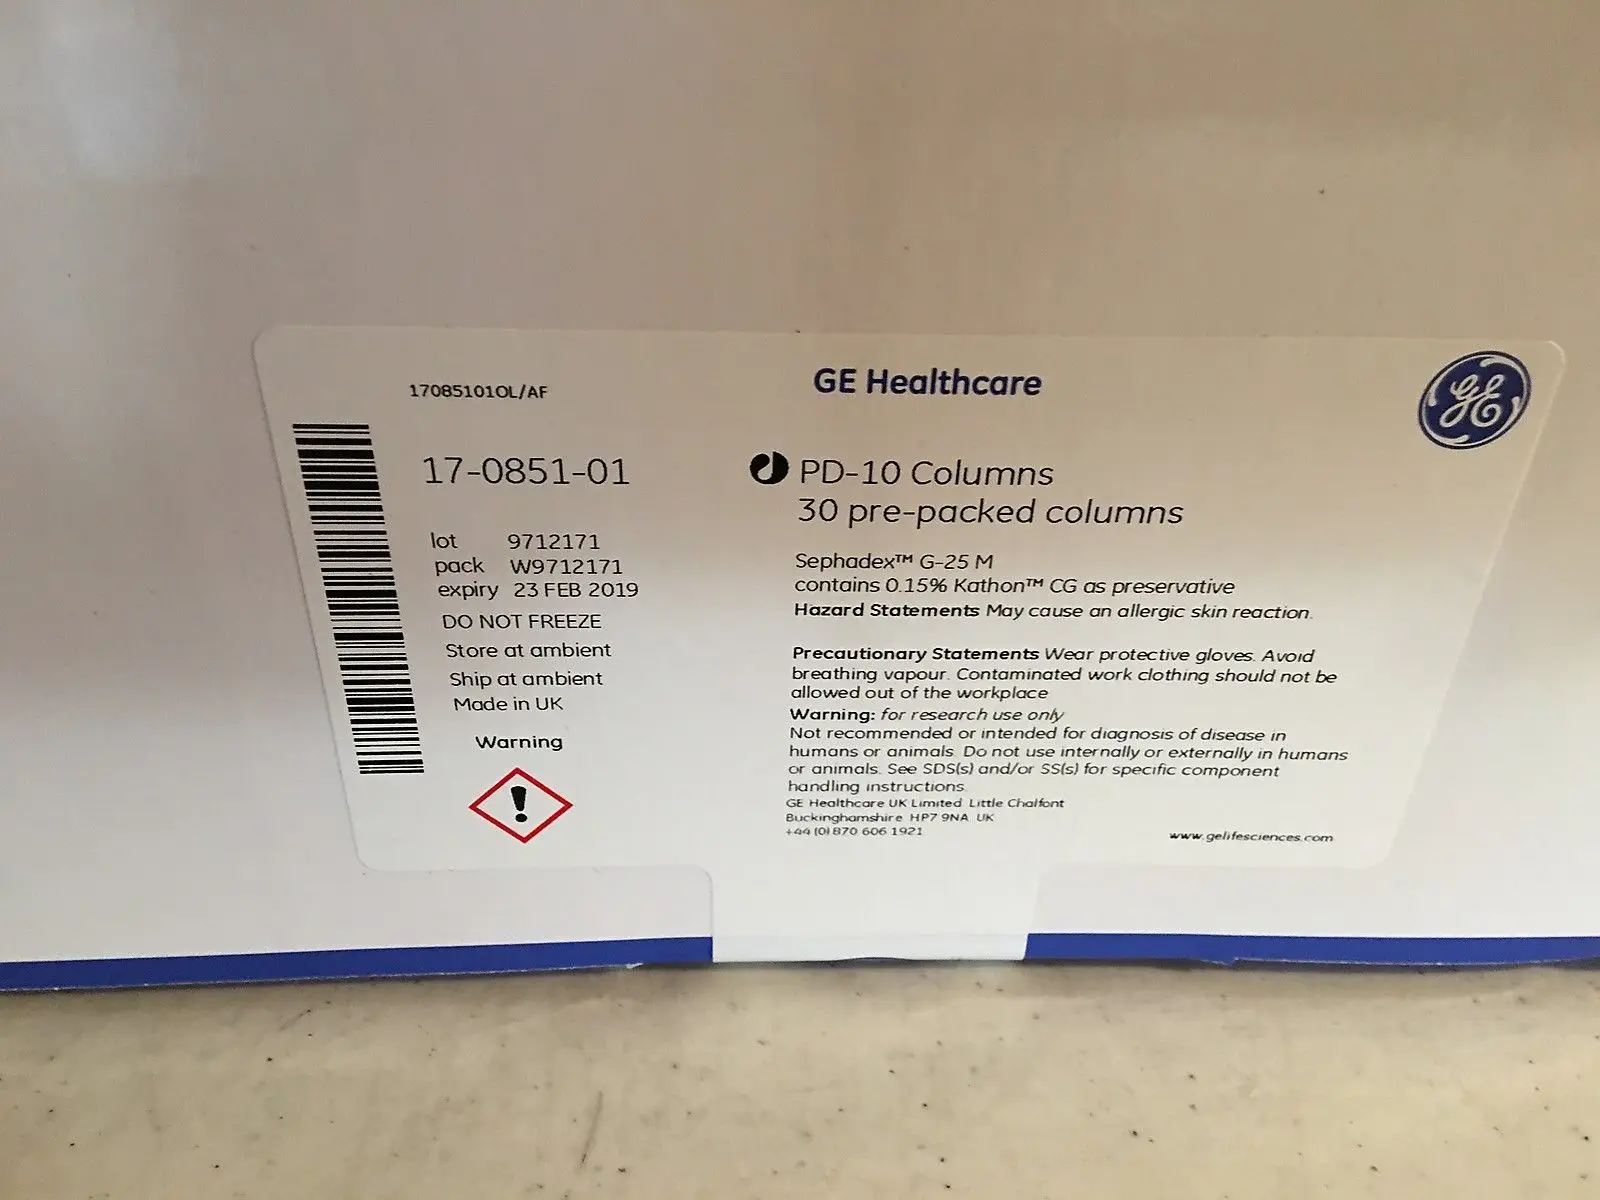 17085101OL/AF
GE Healthcare
GE
17-0851-01
PD-10 Columns
30 pre-packed columns
lot 9712171
pack W9712171
expiry 23 FEB 2019
DO NOT FREEZE
Store at ambient
Ship at ambient
Made in UK
Warning
!
Sephadex™ G-25 M
contains 0.15% Kathon™ CG as preservative
Hazard Statements May cause an allergic skin reaction.
Precautionary Statements Wear protective gloves. Avoid
breathing vapour. Contaminated work clothing should not be
allowed out of the workplace
Warning: for research use only
Not recommended or intended for diagnosis of disease in
humans or animals. Do not use internally or externally in humans
or animals. See SDS(s) and/or SS(s) for specific component
handling instructions.
GE Healthcare UK Limited Little Chalfont
Buckinghamshire HP7 9NA UK
+44 (0) 870 606 1921
www.gelifesciences.com